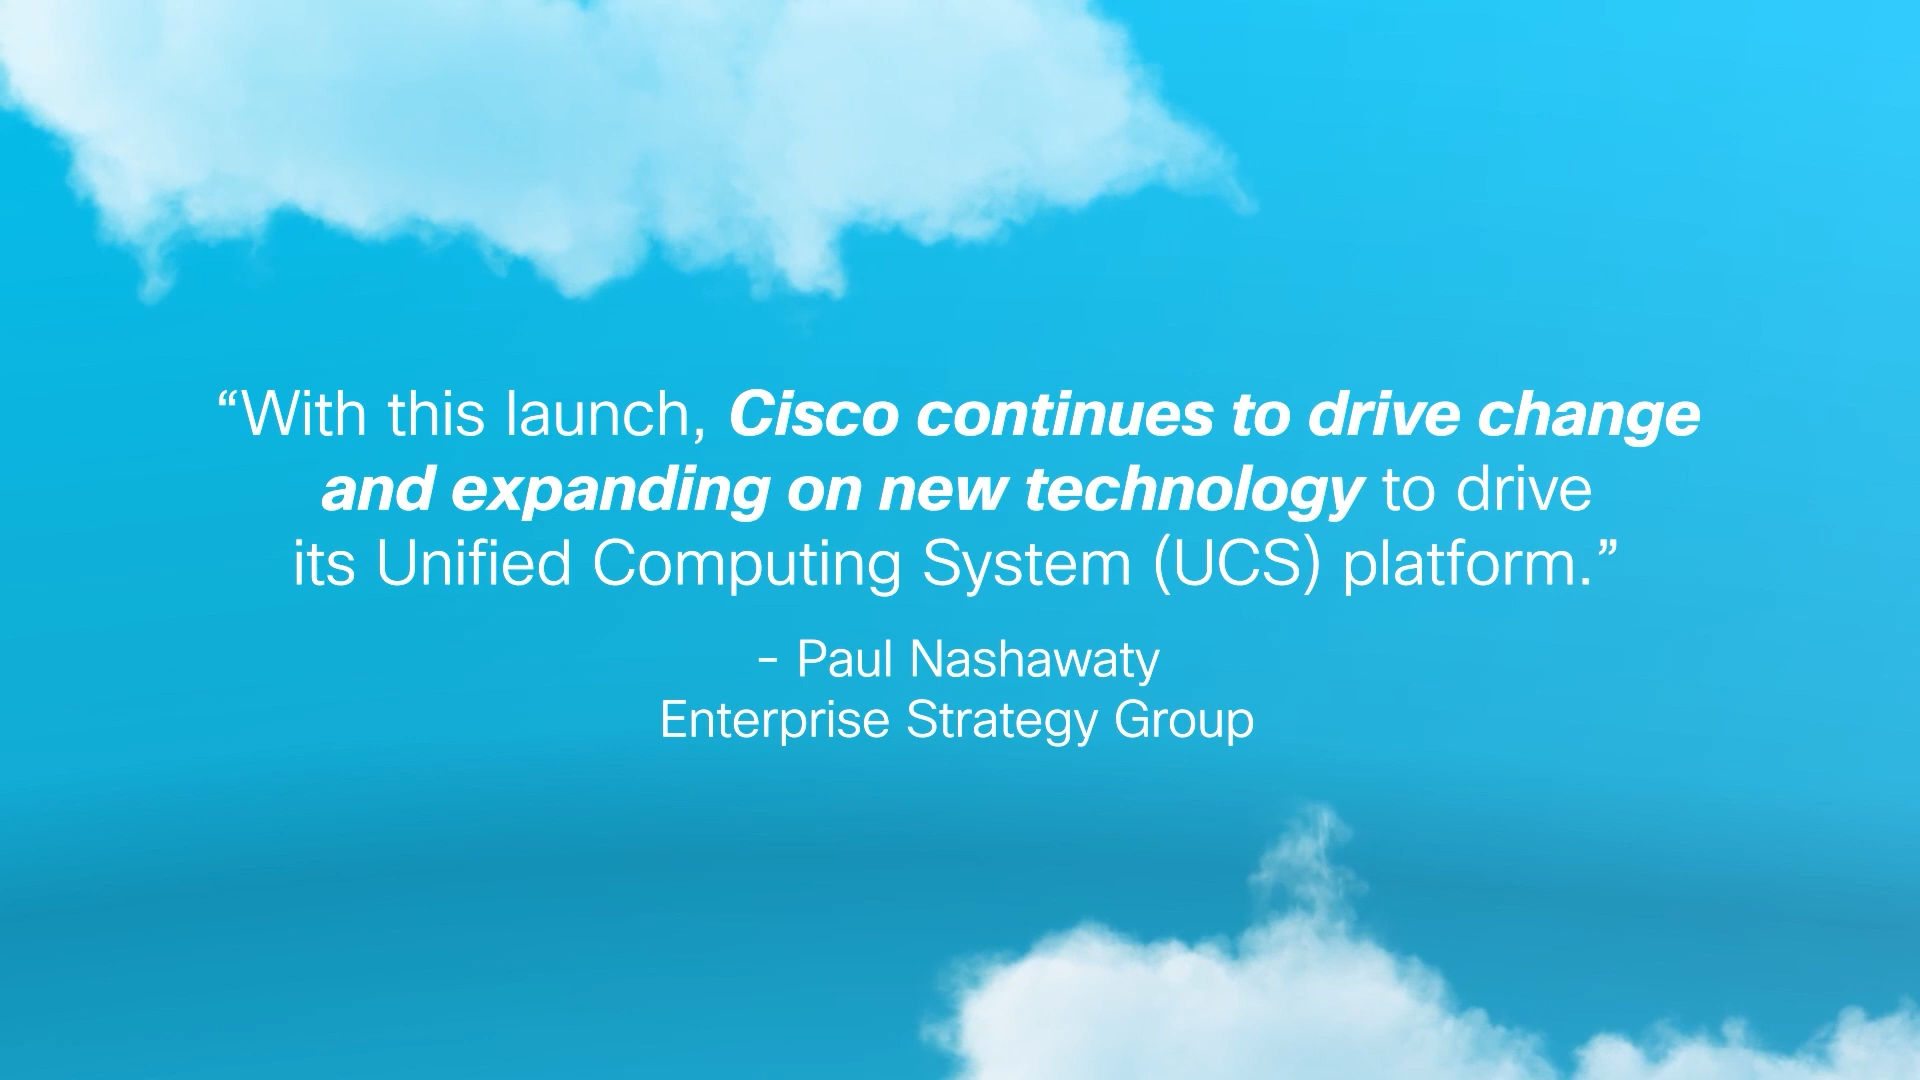 “With this launch, Cisco continues to drive change
and expanding on new technology to drive
its Unified Computing System (UCS) platform.”
– Paul Nashawaty
Enterprise Strategy Group